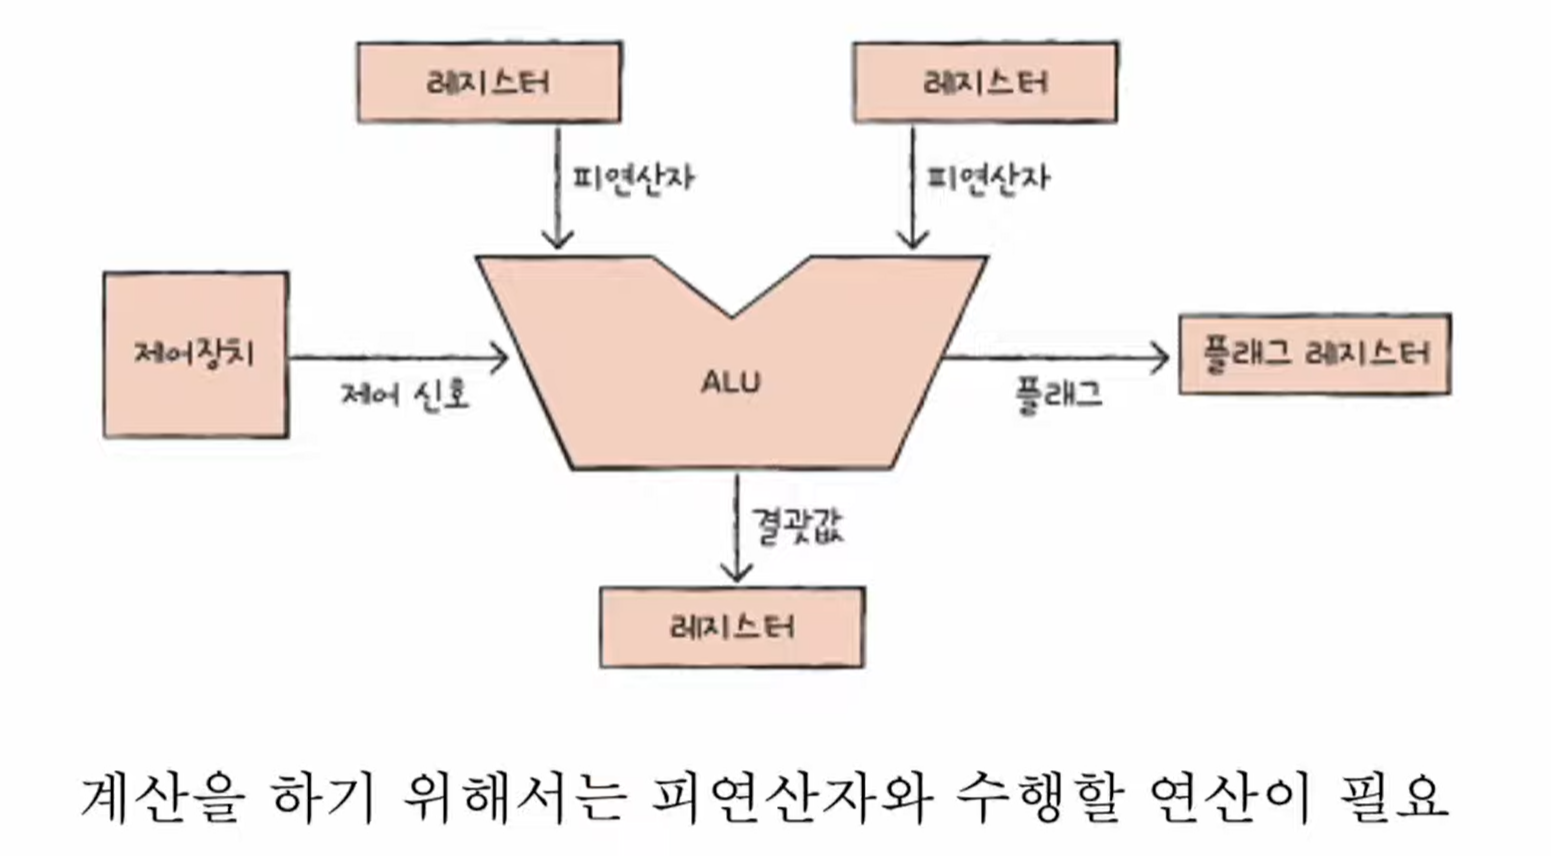 레지스터
레지스터
피연산자
피연산자
제어장치
제어 신호
ALU
플래그
플래그 레지스터
결괏값
레지스터
계산을 하기 위해서는 피연산자와 수행할 연산이 필요